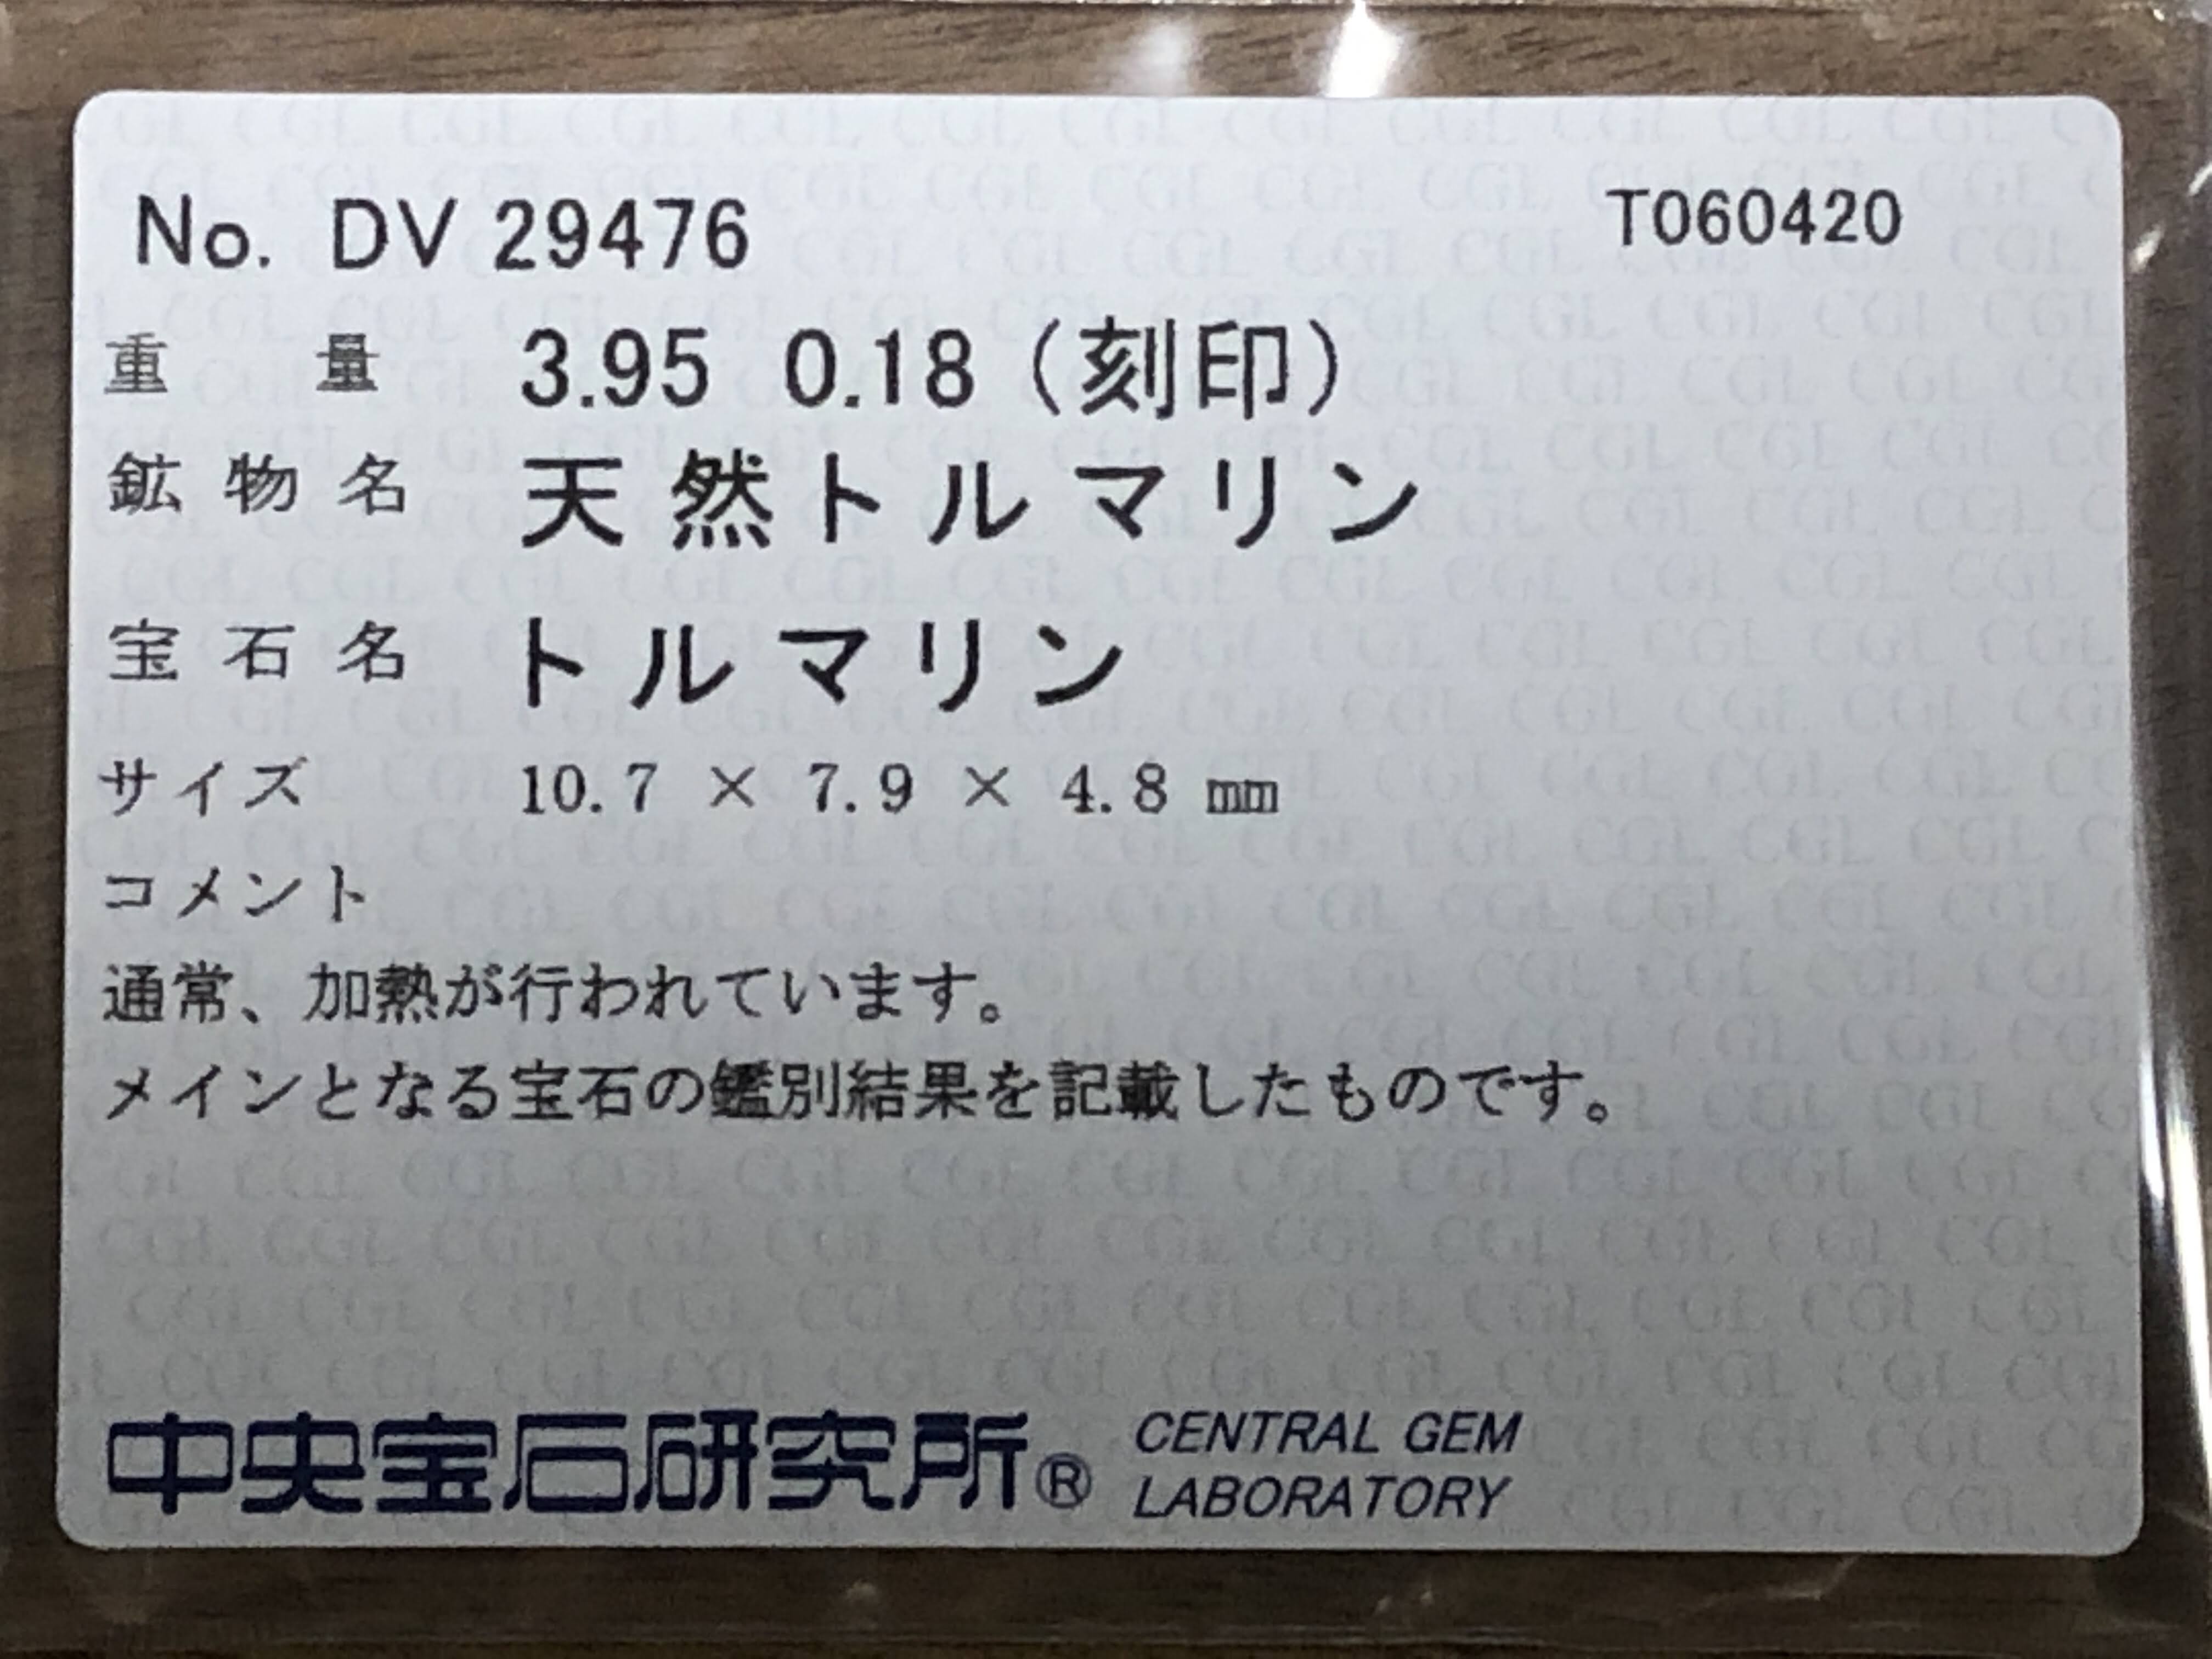 No. DV 29476 T060420
重量 3.95 0.18 (刻印)
鉱物名 天然トルマリン
宝石名 トルマリン
サイズ 10.7 × 7.9 × 4.8 mm
コメント
通常、加熱が行われています。
メインとなる宝石の鑑別結果を記載したものです。
中央宝石研究所® CENTRAL GEM
LABORATORY